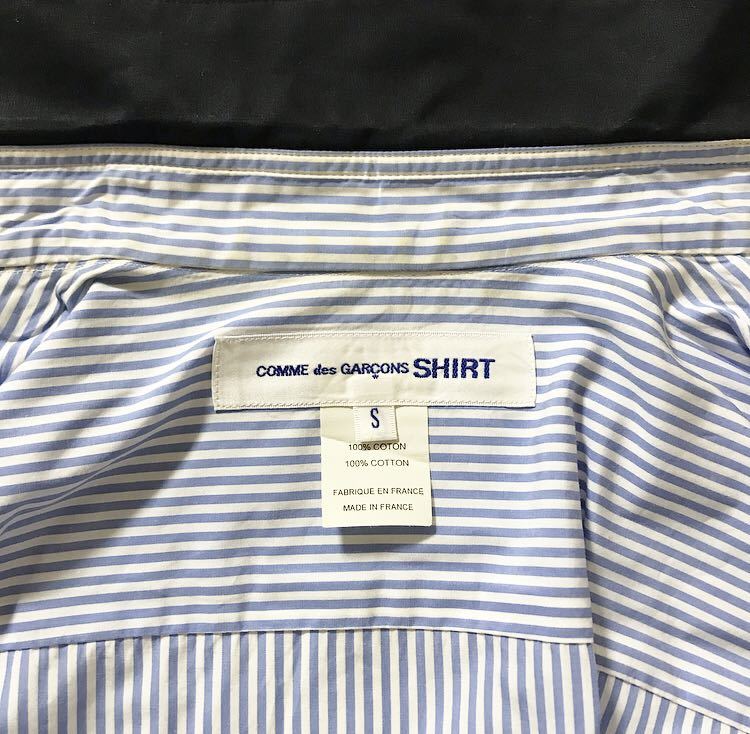 COMME des GARÇONS SHIRT
S
100% COTON
100% COTTON
FABRIQUE EN FRANCE
MADE IN FRANCE